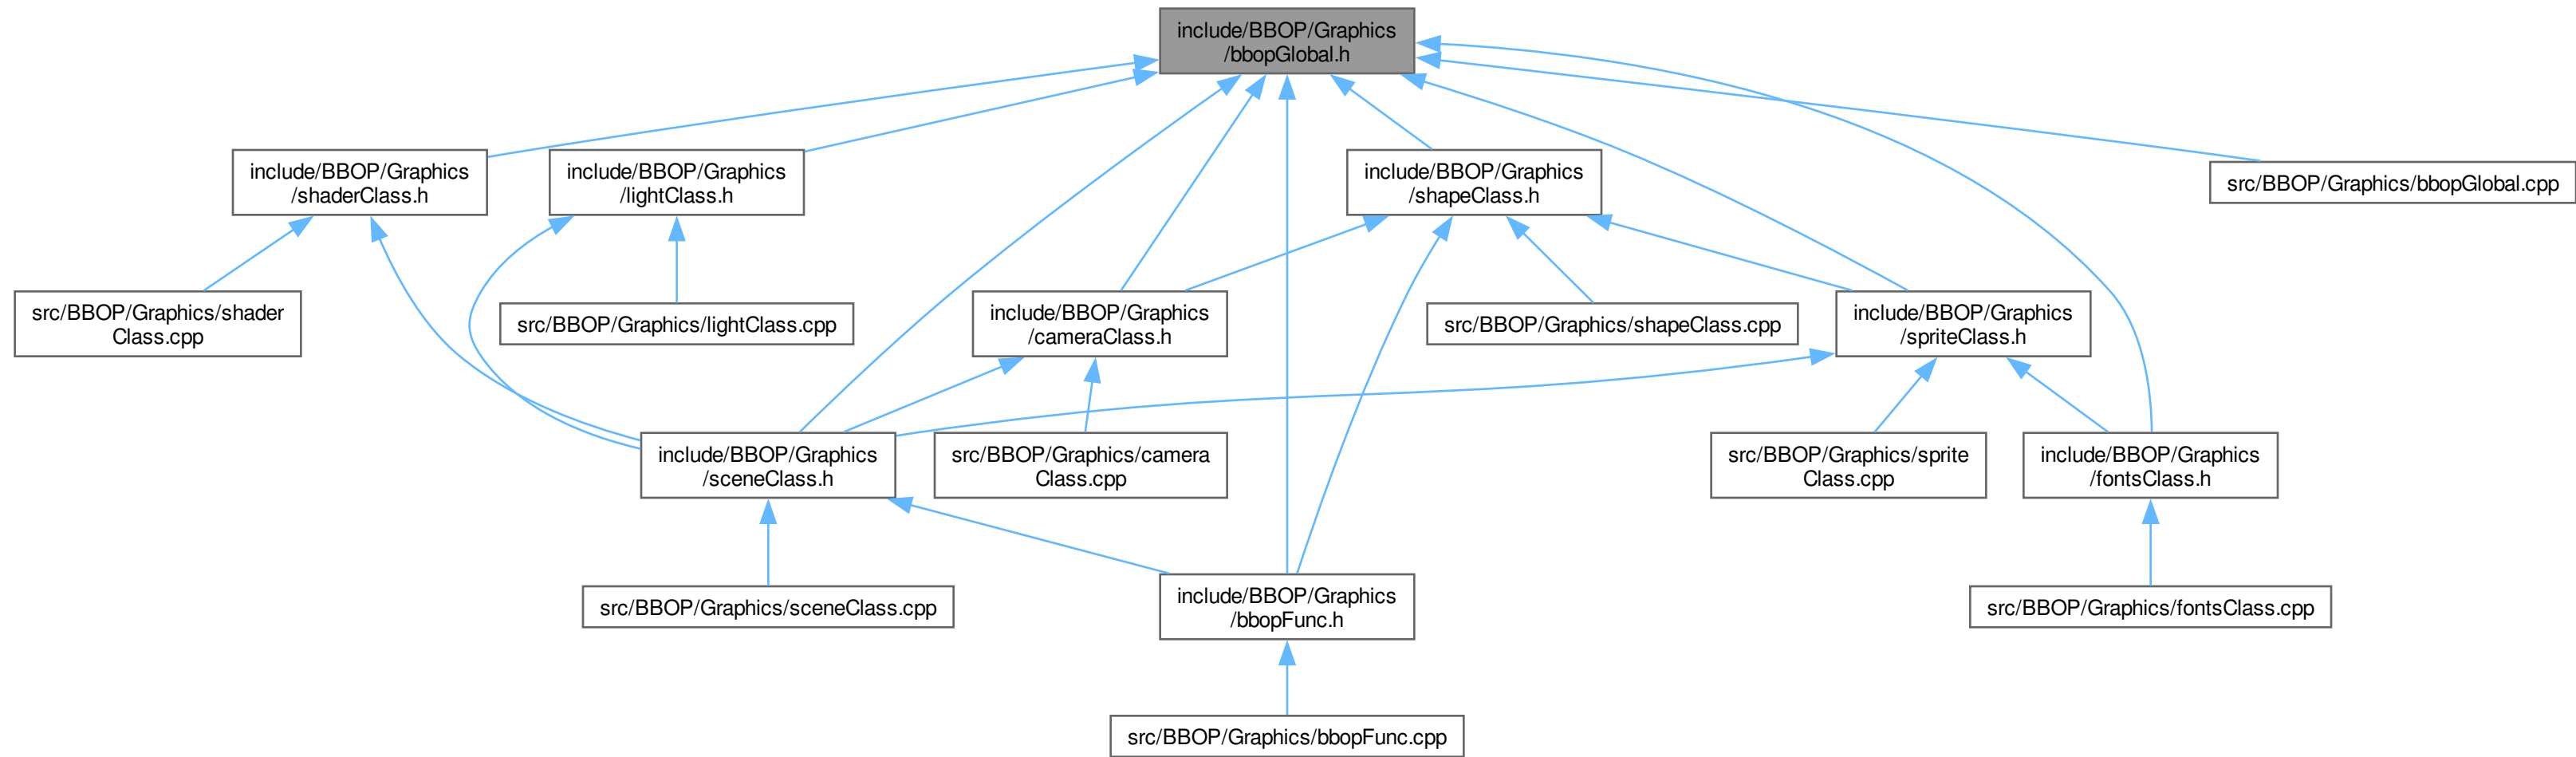 include/BBOP/Graphics
/bbopGlobal.h
include/BBOP/Graphics
/shaderClass.h
include/BBOP/Graphics
/lightClass.h
include/BBOP/Graphics
/shapeClass.h
src/BBOP/Graphics/bbopGlobal.cpp
src/BBOP/Graphics/shader
Class.cpp
src/BBOP/Graphics/lightClass.cpp
include/BBOP/Graphics
/cameraClass.h
src/BBOP/Graphics/shapeClass.cpp
include/BBOP/Graphics
/spriteClass.h
include/BBOP/Graphics
/sceneClass.h
src/BBOP/Graphics/camera
Class.cpp
src/BBOP/Graphics/sprite
Class.cpp
include/BBOP/Graphics
/fontsClass.h
src/BBOP/Graphics/sceneClass.cpp
include/BBOP/Graphics
/bbopFunc.h
src/BBOP/Graphics/fontsClass.cpp
src/BBOP/Graphics/bbopFunc.cpp